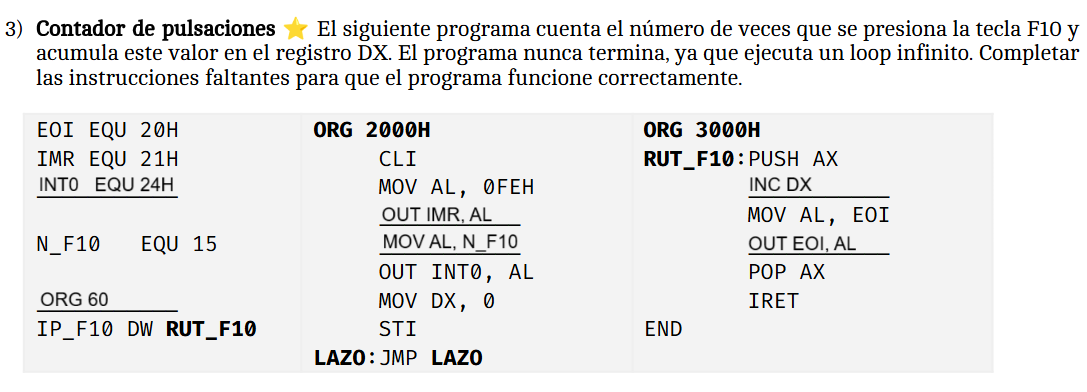 3) Contador de pulsaciones ⭐ El siguiente programa cuenta el número de veces que se presiona la tecla F10 y
acumula este valor en el registro DX. El programa nunca termina, ya que ejecuta un loop infinito. Completar
las instrucciones faltantes para que el programa funcione correctamente.
EOI EQU 20H
IMR EQU 21H
INT0 EQU 24H
N_F10 EQU 15
ORG 60
IP_F10 DW RUT_F10
ORG 2000H
CLI
MOV AL, 0FEH
OUT IMR, AL
MOV AL, N_F10
OUT INT0, AL
MOV DX, 0
STI
LAZO: JMP LAZO
ORG 3000H
RUT_F10: PUSH AX
INC DX
MOV AL, EOI
OUT EOI, AL
POP AX
IRET
END